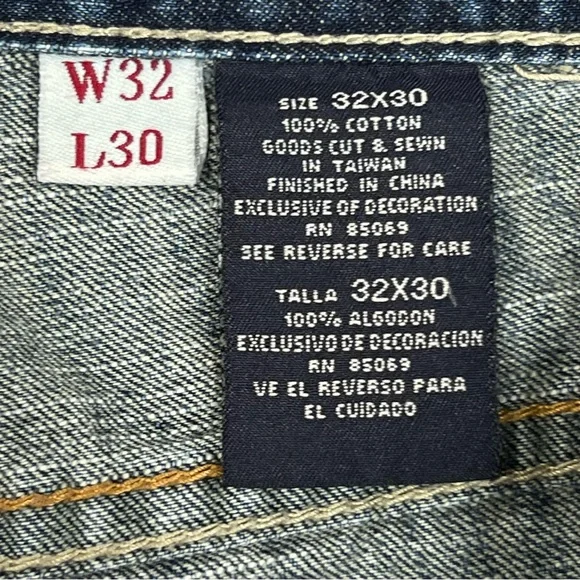 W32
L30
SIZE 32X30
100% COTTON
GOODS CUT & SEWN
IN TAIWAN
FINISHED IN CHINA
EXCLUSIVE OF DECORATION
RN 85069
SEE REVERSE FOR CARE
TALLA 32X30
100% ALGODON
EXCLUSIVO DE DECORACION
RN 85069
VE EL REVERSO PARA
EL CUIDADO